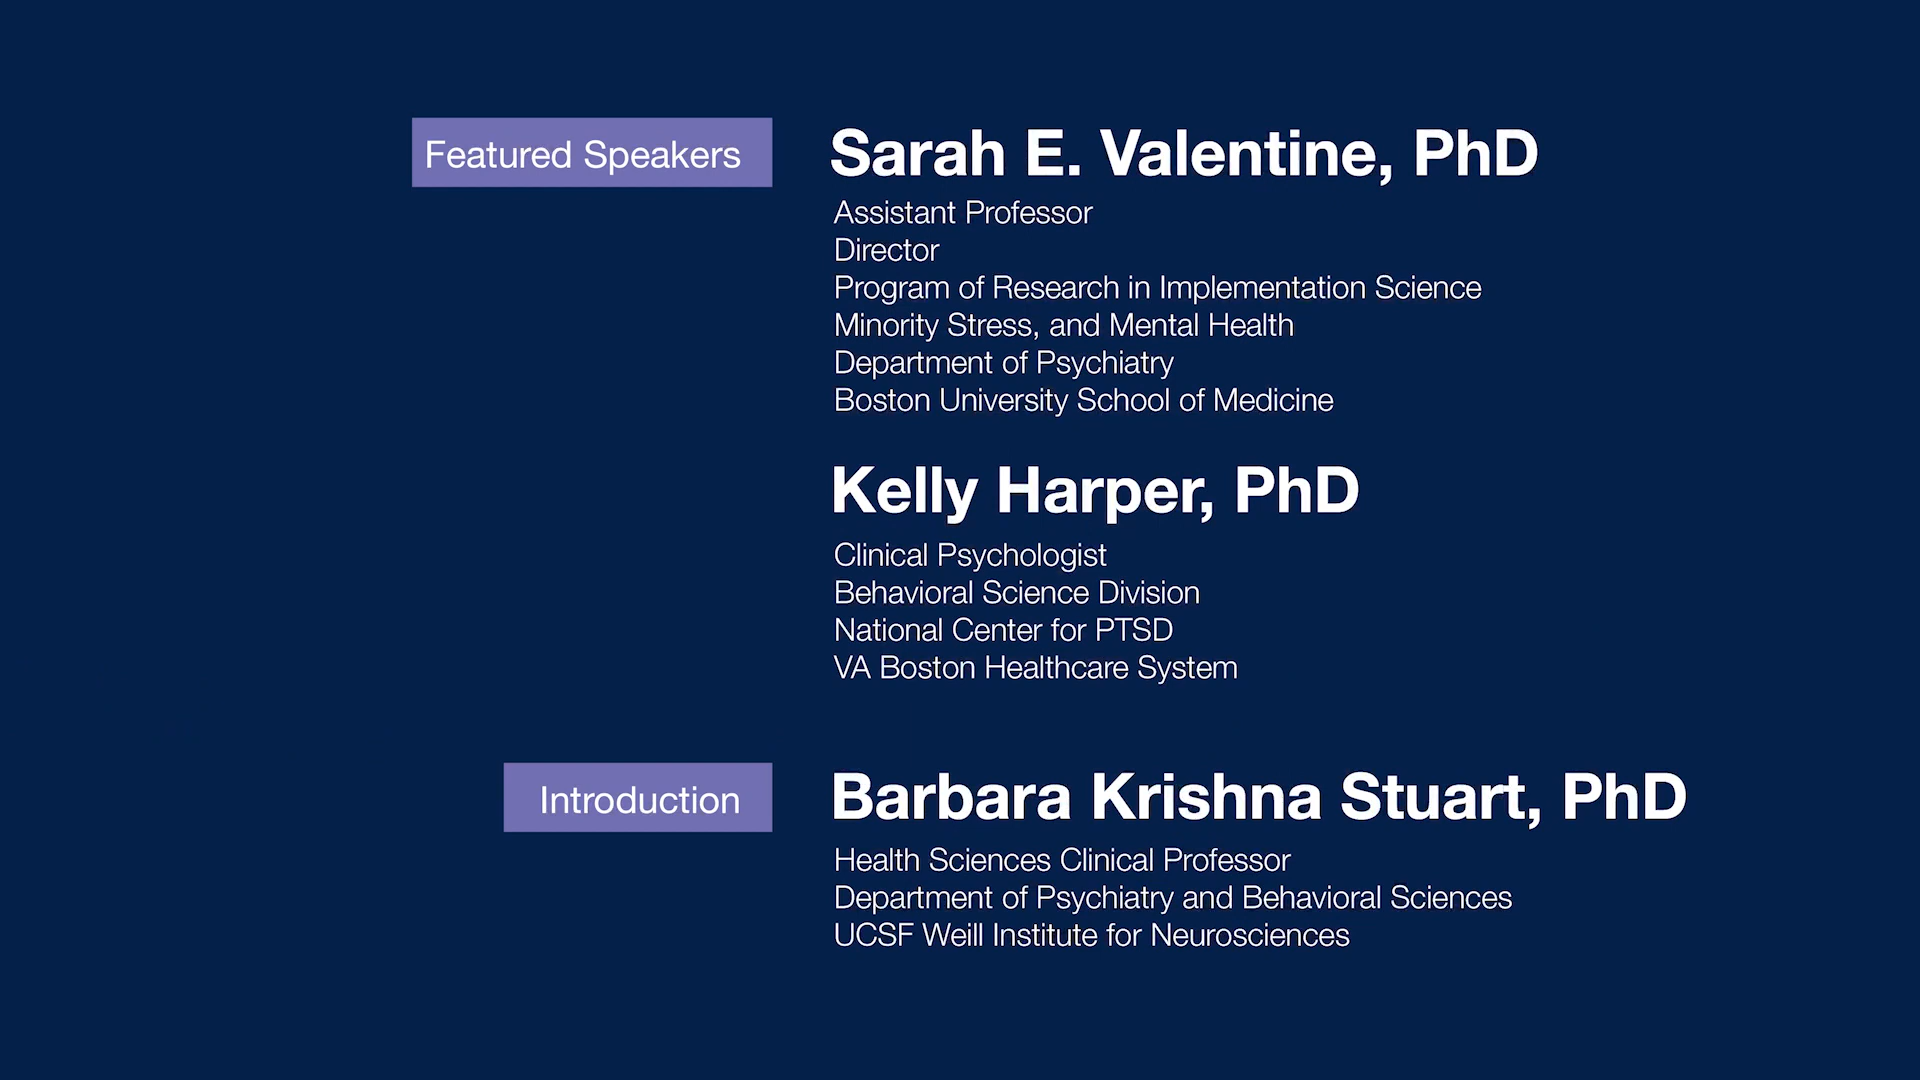 Featured Speakers
Sarah E. Valentine, PhD
Assistant Professor
Director
Program of Research in Implementation Science
Minority Stress, and Mental Health
Department of Psychiatry
Boston University School of Medicine
Kelly Harper, PhD
Clinical Psychologist
Behavioral Science Division
National Center for PTSD
VA Boston Healthcare System
Introduction
Barbara Krishna Stuart, PhD
Health Sciences Clinical Professor
Department of Psychiatry and Behavioral Sciences
UCSF Weill Institute for Neurosciences